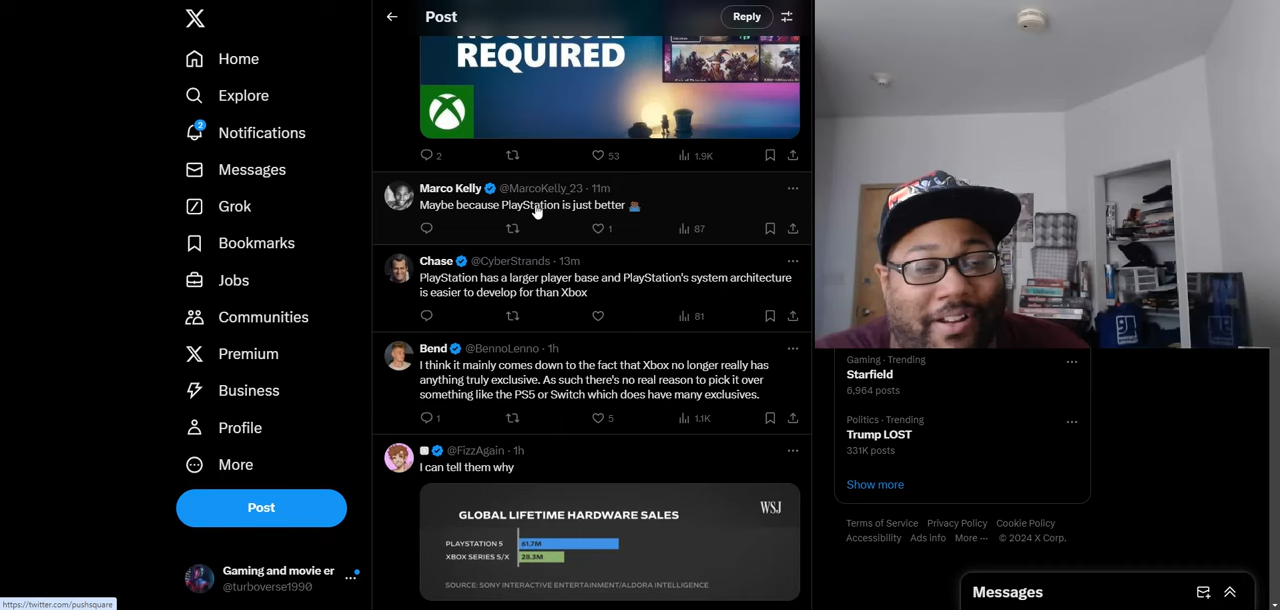 Home
Explore
2
Notifications
Messages
Grok
Bookmarks
Jobs
Communities
Premium
Business
Profile
More
Post
Gaming and movie er
@turboverse1990
...
https://twitter.com/pushsquare
Post
Reply
NO CONSOLE
REQUIRED
2
53
1.9K
Marco Kelly @MarcoKelly_23 · 11m
Maybe because PlayStation is just better
1
87
Chase @CyberStrands · 13m
PlayStation has a larger player base and PlayStation's system architecture
is easier to develop for than Xbox
81
Bend @BennoLenno · 1h
I think it mainly comes down to the fact that Xbox no longer really has
anything truly exclusive. As such there's no real reason to pick it over
something like the PS5 or Switch which does have many exclusives.
1
5
1.1K
@FizzAgain · 1h
I can tell them why
WSJ
GLOBAL LIFETIME HARDWARE SALES
PLAYSTATION 5 61.7M
XBOX SERIES S/X 28.3M
SOURCE: SONY INTERACTIVE ENTERTAINMENT/ALDORA INTELLIGENCE
Gaming · Trending
Starfield
6,964 posts
Politics · Trending
Trump LOST
331K posts
Show more
Terms of Service Privacy Policy Cookie Policy
Accessibility Ads info More ... © 2024 X Corp.
Messages